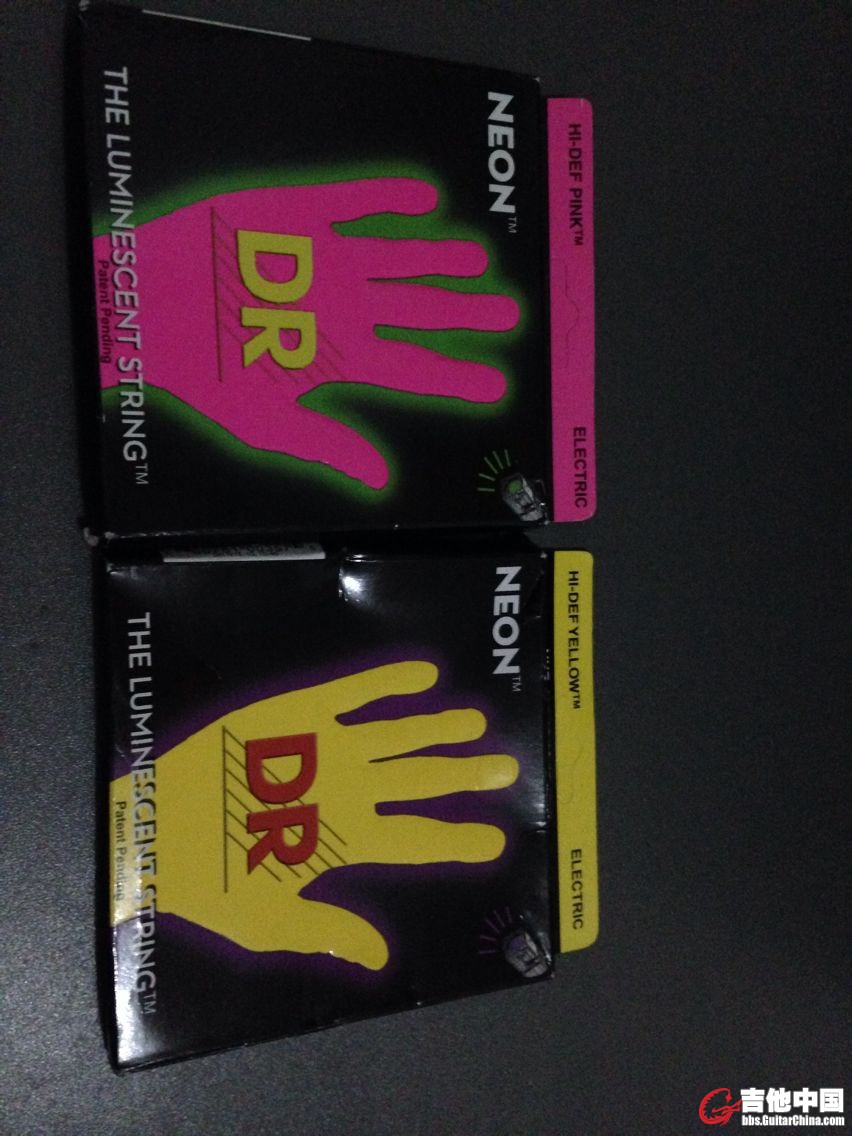 HI-DEF PINK™ ELECTRIC
NEON™
DR
Patent Pending
THE LUMINESCENT STRING™
HI-DEF YELLOW™ ELECTRIC
NEON™
DR
Patent Pending
THE LUMINESCENT STRING™
吉他中国
bbs.GuitarChina.com